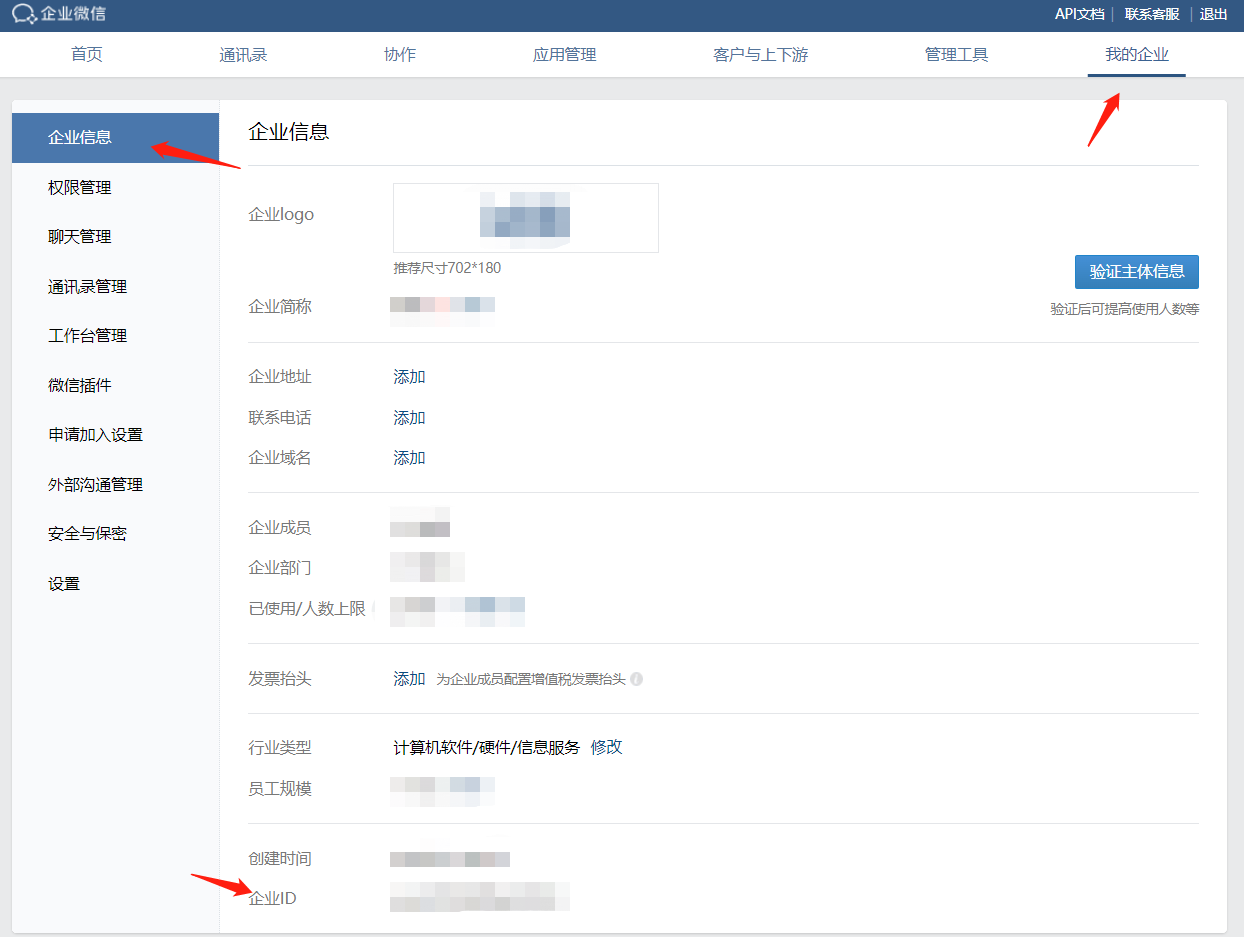 企业微信
API文档 联系客服 退出
首页 通讯录 协作 应用管理 客户与上下游 管理工具 我的企业
企业信息
权限管理
聊天管理
通讯录管理
工作台管理
微信插件
申请加入设置
外部沟通管理
安全与保密
设置
企业信息
企业logo
推荐尺寸702*180
验证主体信息
验证后可提高使用人数等
企业简称
企业地址 添加
联系电话 添加
企业域名 添加
企业成员
企业部门
已使用/人数上限
发票抬头 添加 为企业成员配置增值税发票抬头
行业类型 计算机软件/硬件/信息服务 修改
员工规模
创建时间
企业ID